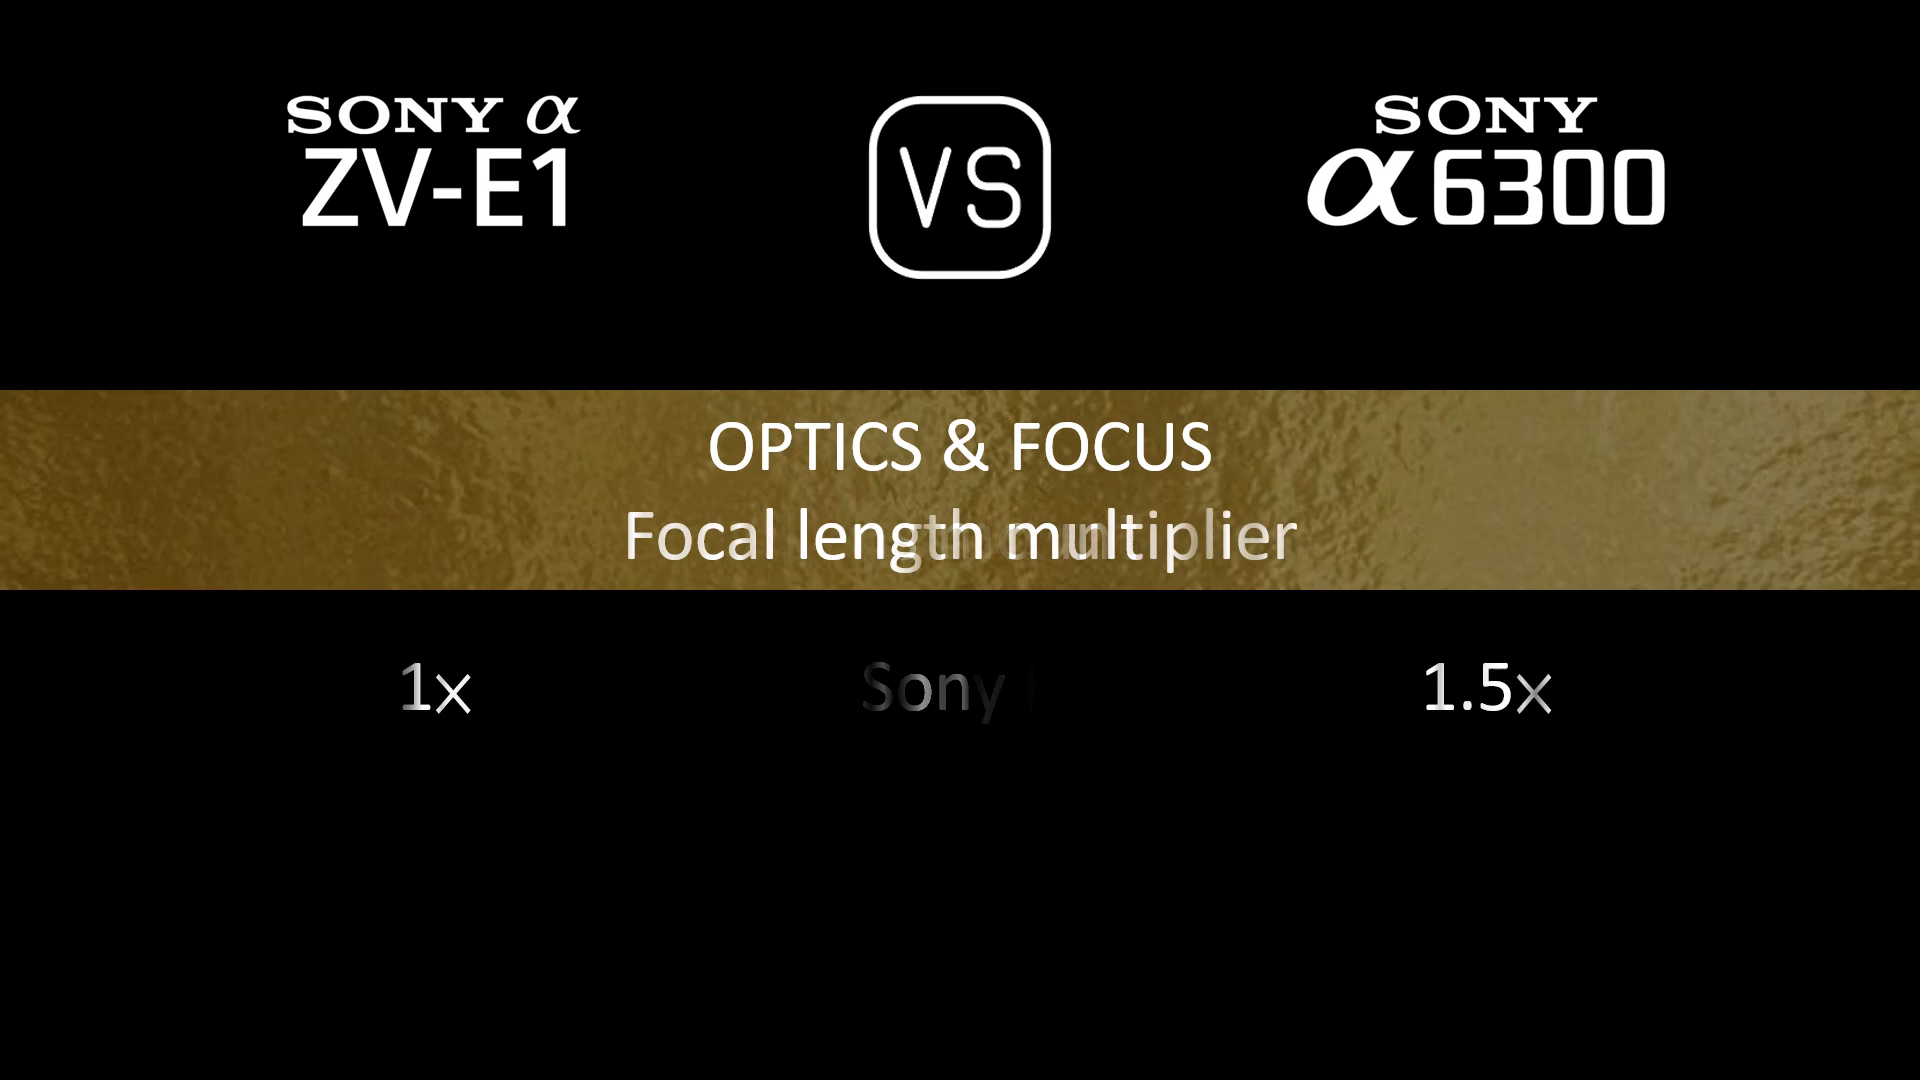 SONY α
ZV-E1
VS
SONY
α6300
OPTICS & FOCUS
Focal length multiplier
1x
Sony
1.5x